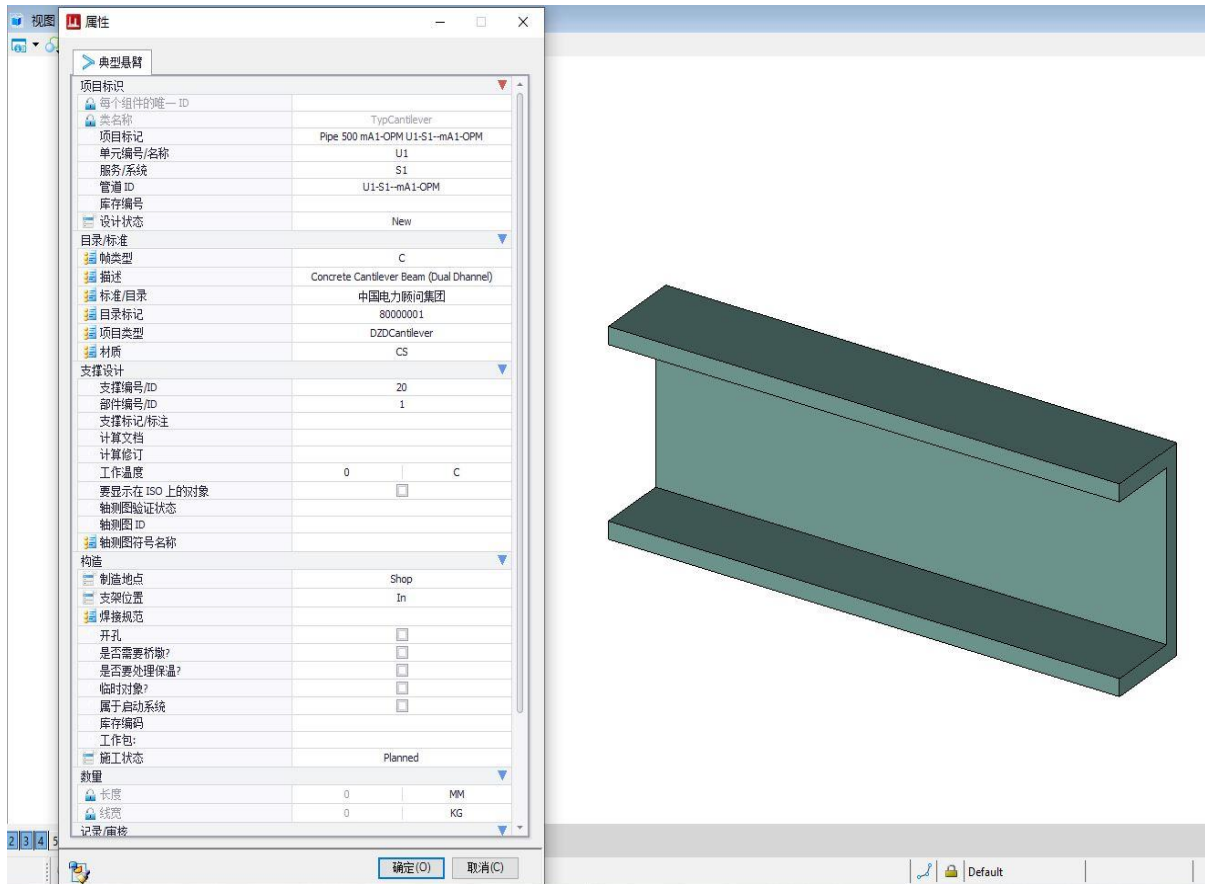 视图
属性
典型悬臂
项目标识
每个组件的唯一 ID
类名称 TypCantilever
项目标记 Pipe 500 mA1-OPM U1-S1--mA1-OPM
单元编号/名称 U1
服务/系统 S1
管道 ID U1-S1--mA1-OPM
库存编号
设计状态 New
目录/标准
帧类型 C
描述 Concrete Cantilever Beam (Dual Dhannel)
标准/目录 中国电力顾问集团
目录标记 80000001
项目类型 DZDCantilever
材质 CS
支撑设计
支撑编号/ID 20
部件编号/ID 1
支撑标记/标注
计算文档
计算修订
工作温度 0 C
要显示在 ISO 上的对象
轴测图验证状态
轴测图 ID
轴测图符号名称
构造
制造地点 Shop
支架位置 In
焊接规范
开孔
是否需要桥墩?
是否要处理保温?
临时对象?
属于启动系统
库存编码
工作包:
施工状态 Planned
数量
长度 0 MM
线宽 0 KG
记录/审核
2 3 4 5
确定(O) 取消(C)
Default